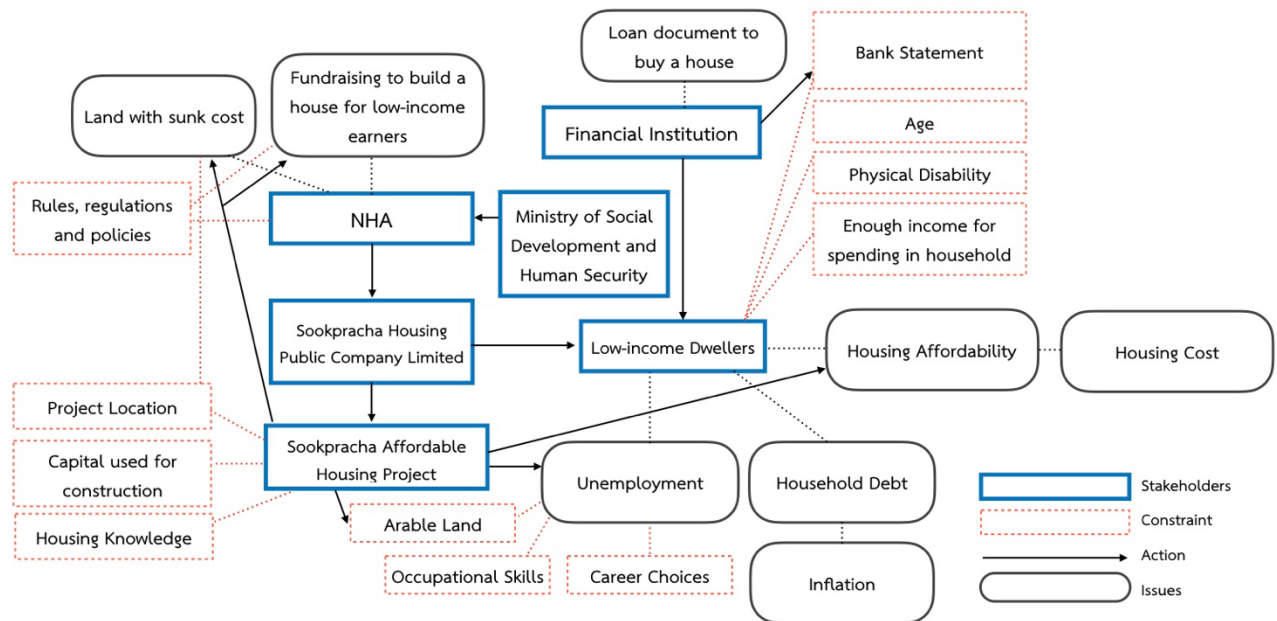 Loan document to
buy a house
Bank Statement
Fundraising to build a
house for low-income
earners
Land with sunk cost
Financial Institution
Age
Physical Disability
Rules, regulations
and policies
NHA
Ministry of Social
Development and
Human Security
Enough income for
spending in household
Sookpracha Housing
Public Company Limited
Low-income Dwellers
Housing Affordability
Housing Cost
Project Location
Sookpracha Affordable
Housing Project
Capital used for
construction
Unemployment
Household Debt
Stakeholders
Housing Knowledge
Arable Land
Constraint
Occupational Skills
Career Choices
Inflation
Action
Issues